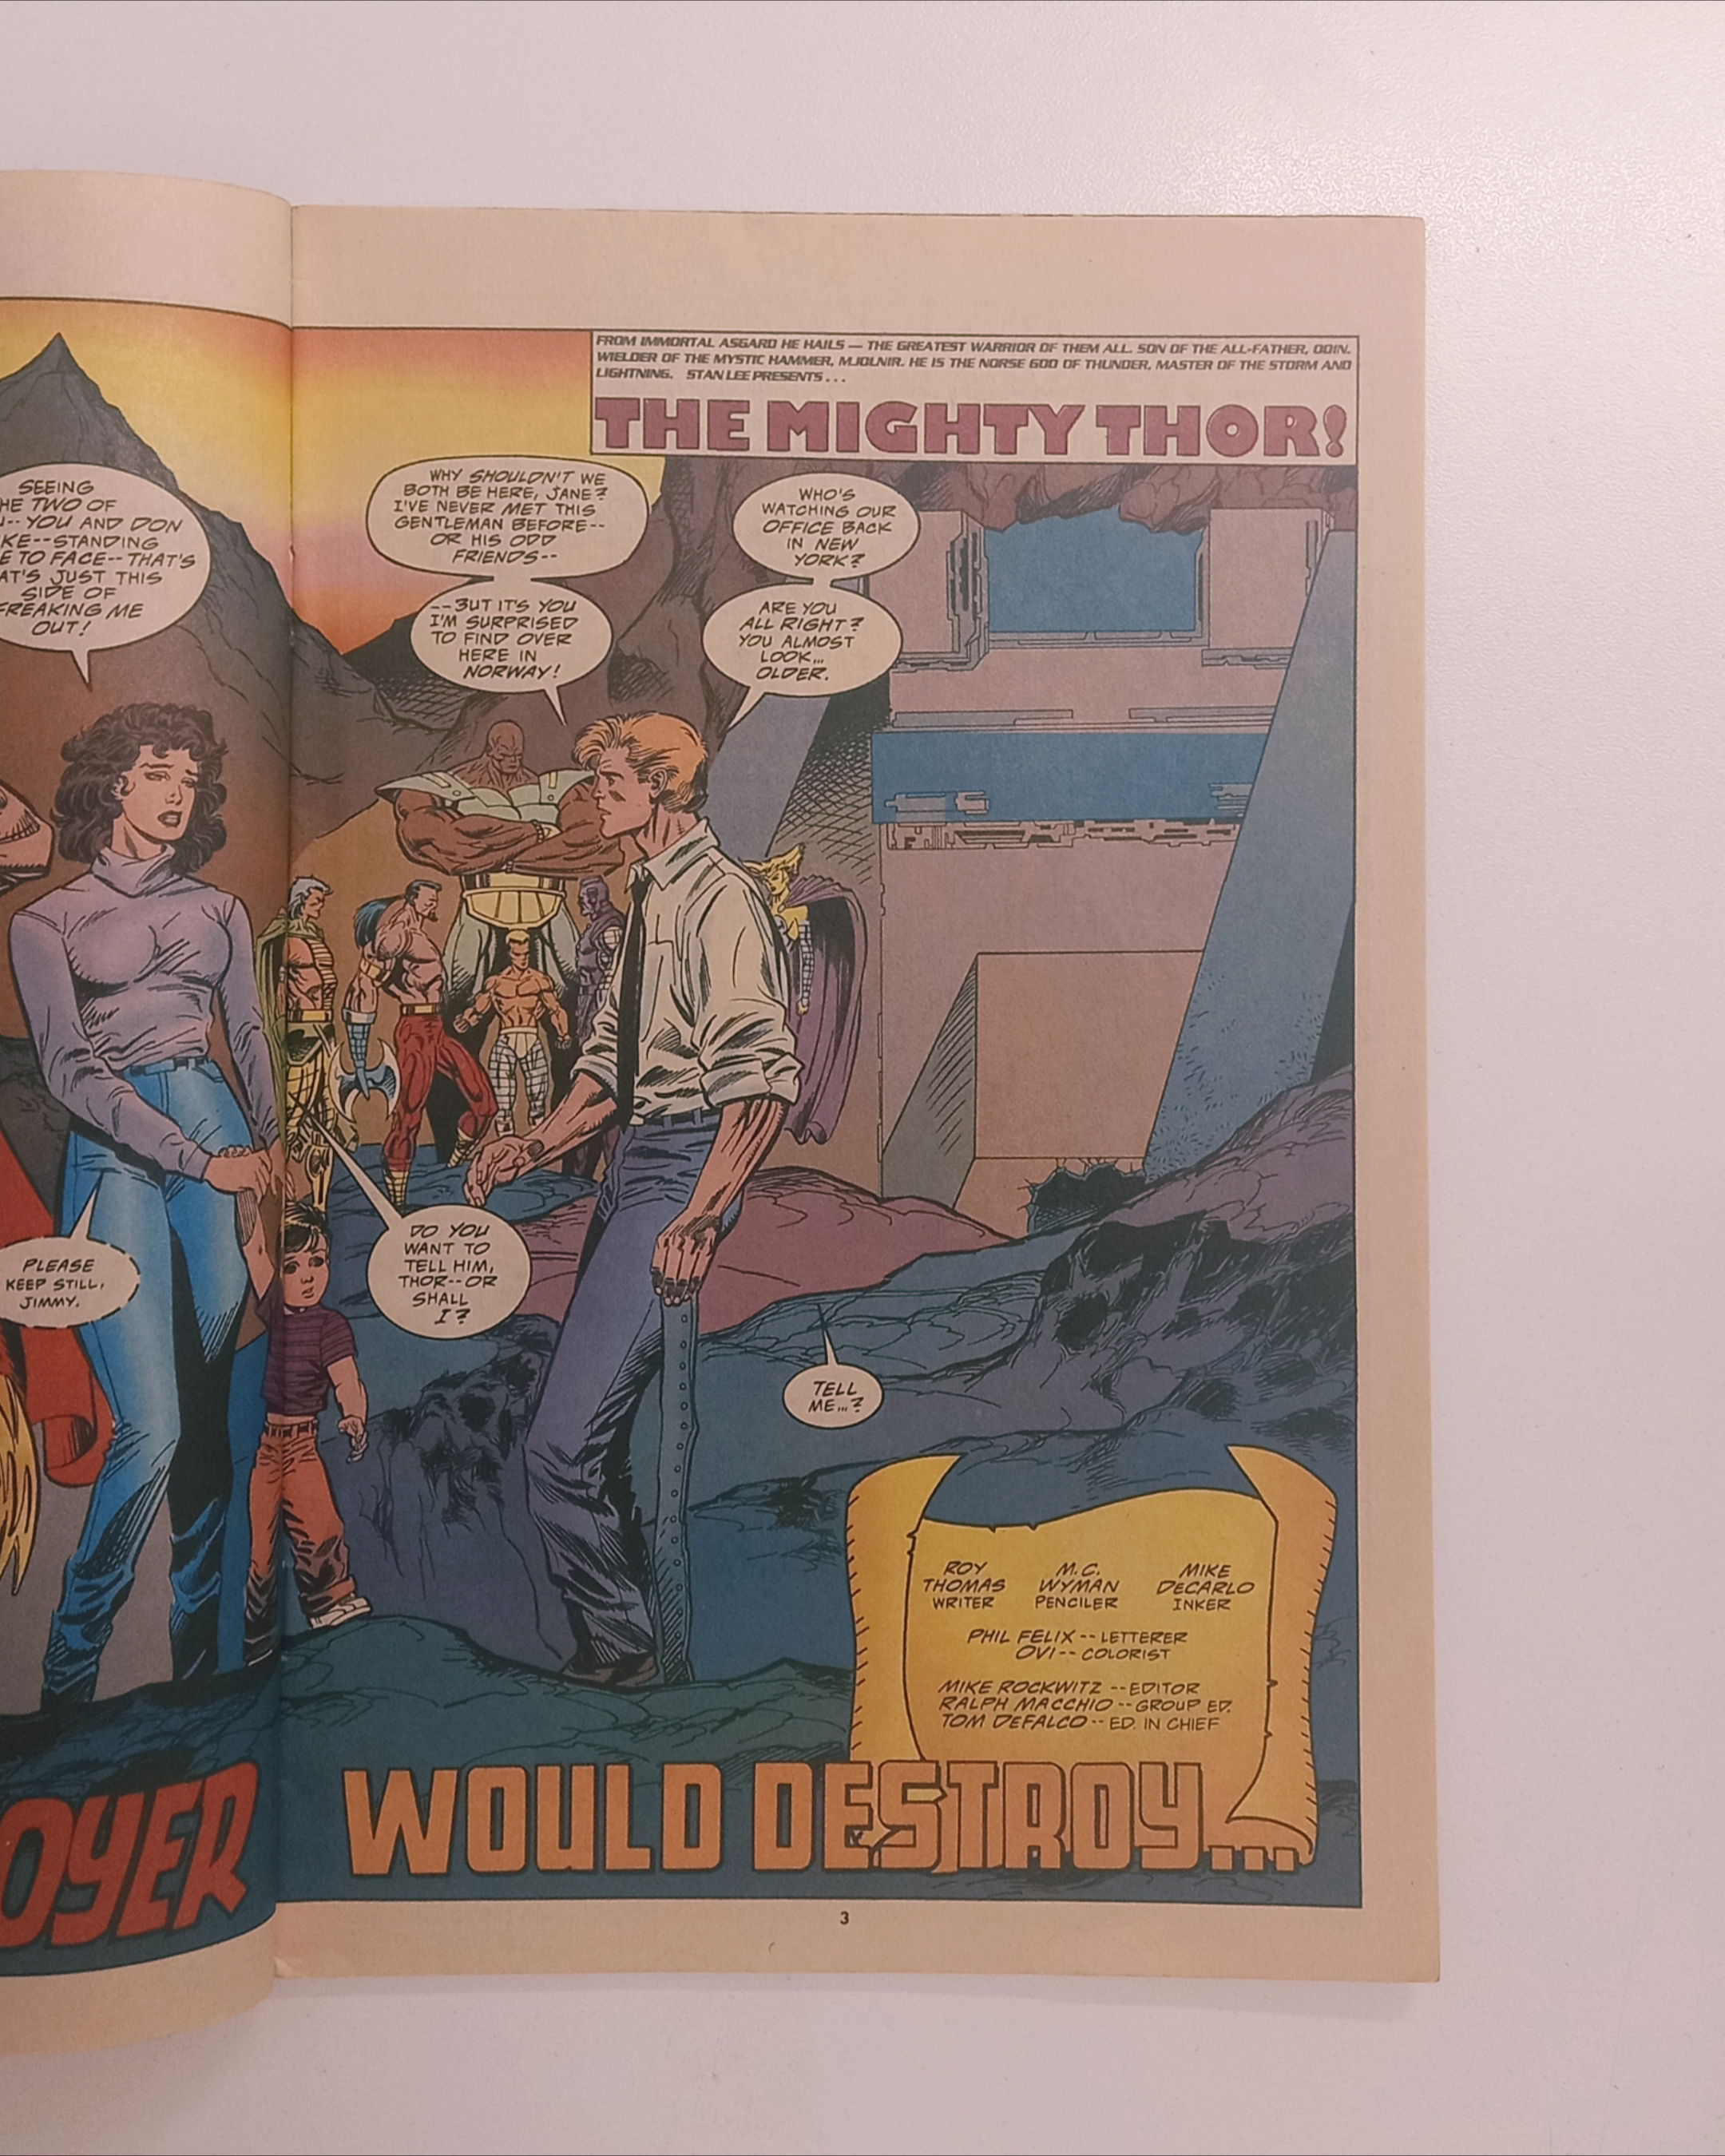 FROM IMMORTAL ASGARD HE HAILS — THE GREATEST WARRIOR OF THEM ALL. SON OF THE ALL-FATHER, ODIN.
WIELDER OF THE MYSTIC HAMMER, MJOLNIR. HE IS THE NORSE GOD OF THUNDER, MASTER OF THE STORM AND
LIGHTNING. STAN LEE PRESENTS . . .
THE MIGHTY THOR!
SEEING
TWO OF
-- YOU AND DON
--STANDING
TO FACE-- THAT'S
JUST THIS
SIDE OF
FREAKING ME
OUT!
WHY SHOULDN'T WE
BOTH BE HERE, JANE?
I'VE NEVER MET THIS
GENTLEMAN BEFORE--
OR HIS ODD
FRIENDS--
--BUT IT'S YOU
I'M SURPRISED
TO FIND OVER
HERE IN
NORWAY!
WHO'S
WATCHING OUR
OFFICE BACK
IN NEW
YORK?
ARE YOU
ALL RIGHT?
YOU ALMOST
LOOK...
OLDER.
PLEASE
KEEP STILL,
JIMMY.
DO YOU
WANT TO
TELL HIM,
THOR--OR
SHALL
I?
TELL
ME...?
ROY
THOMAS
WRITER
M.C.
WYMAN
PENCILER
MIKE
DECARLO
INKER
PHIL FELIX -- LETTERER
OVI -- COLORIST
MIKE ROCKWITZ -- EDITOR
RALPH MACCHIO -- GROUP ED.
TOM DEFALCO -- ED. IN CHIEF
OYER WOULD DESTROY...
3